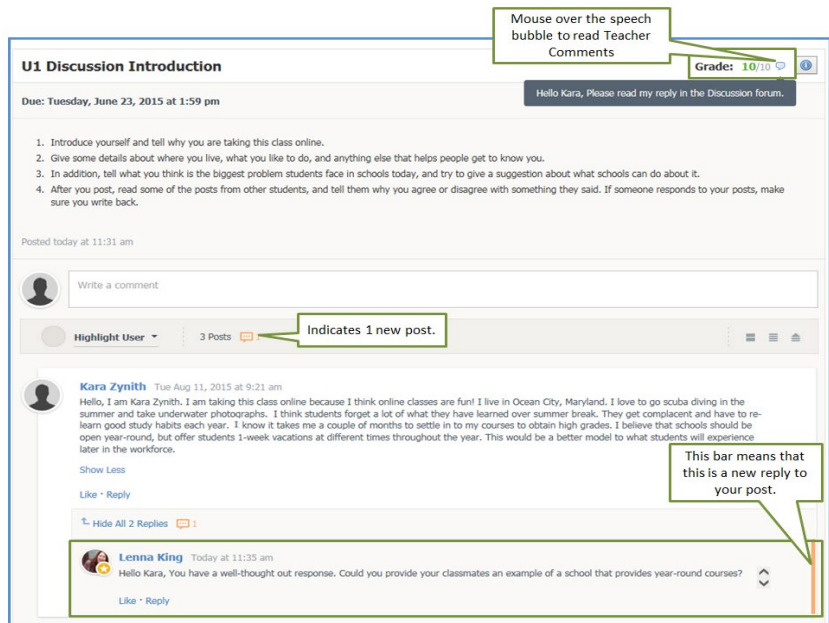 Mouse over the speech
bubble to read Teacher
Comments
U1 Discussion Introduction
Grade: 10/10
Due: Tuesday, June 23, 2015 at 1:59 pm
Hello Kara, Please read my reply in the Discussion forum.
1. Introduce yourself and tell why you are taking this class online.
2. Give some details about where you live, what you like to do, and anything else that helps people get to know you.
3. In addition, tell what you think is the biggest problem students face in schools today, and try to give a suggestion about what schools can do about it.
4. After you post, read some of the posts from other students, and tell them why you agree or disagree with something they said. If someone responds to your posts, make
sure you write back.
Posted today at 11:31 am
Write a comment
Highlight User
3 Posts
Indicates 1 new post.
Kara Zynith Tue Aug 11, 2015 at 9:21 am
Hello, I am Kara Zynith. I am taking this class online because I think online classes are fun! I live in Ocean City, Maryland. I love to go scuba diving in the
summer and take underwater photographs. I think students forget a lot of what they have learned over summer break. They get complacent and have to re-
learn good study habits each year. I know it takes me a couple of months to settle in to my courses to obtain high grades. I believe that schools should be
open year-round, but offer students 1-week vacations at different times throughout the year. This would be a better model to what students will experience
later in the workforce.
Show Less
Like · Reply
This bar means that
this is a new reply to
your post.
Hide All 2 Replies 1
Lenna King Today at 11:35 am
Hello Kara, You have a well-thought out response. Could you provide your classmates an example of a school that provides year-round courses?
Like · Reply